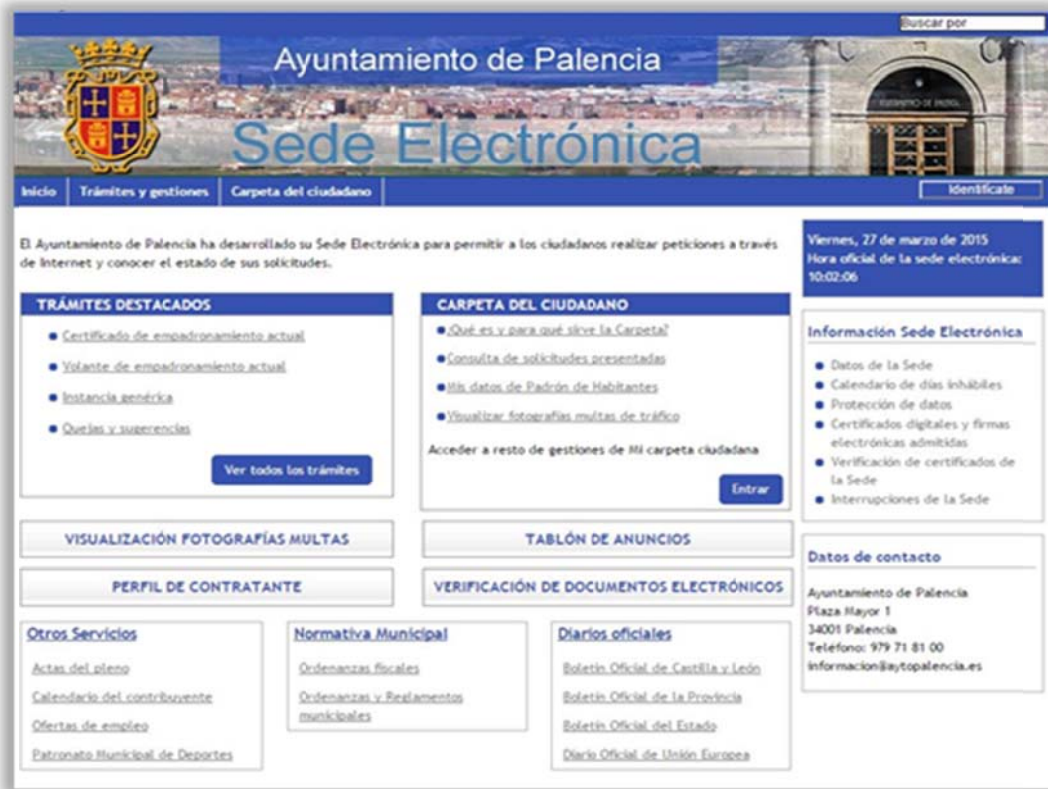 Buscar por
Ayuntamiento de Palencia
Sede Electrónica
Inicio
Trámites y gestiones
Carpeta del ciudadano
Identifícate
El Ayuntamiento de Palencia ha desarrollado su Sede Electrónica para permitir a los ciudadanos realizar peticiones a través
de Internet y conocer el estado de sus solicitudes.
TRÁMITES DESTACADOS
Certificado de empadronamiento actual
Volante de empadronamiento actual
Instancia genérica
Quejas y sugerencias
Ver todos los trámites
CARPETA DEL CIUDADANO
¿Qué es y para qué sirve la Carpeta?
Consulta de solicitudes presentadas
Mis datos de Padrón de Habitantes
Visualizar fotografías multas de tráfico
Acceder a resto de gestiones de Mi carpeta ciudadana
Entrar
VISUALIZACIÓN FOTOGRAFÍAS MULTAS
TABLÓN DE ANUNCIOS
PERFIL DE CONTRATANTE
VERIFICACIÓN DE DOCUMENTOS ELECTRÓNICOS
Otros Servicios
Actas del pleno
Calendario del contribuyente
Ofertas de empleo
Patronato Municipal de Deportes
Normativa Municipal
Ordenanzas fiscales
Ordenanzas y Reglamentos
municipales
Diarios oficiales
Boletín Oficial de Castilla y León
Boletín Oficial de la Provincia
Boletín Oficial del Estado
Diario Oficial de Unión Europea
Viernes, 27 de marzo de 2015
Hora oficial de la sede electrónica:
10:02:06
Información Sede Electrónica
Datos de la Sede
Calendario de días inhábiles
Protección de datos
Certificados digitales y firmas
electrónicas admitidas
Verificación de certificados de
la Sede
Interrupciones de la Sede
Datos de contacto
Ayuntamiento de Palencia
Plaza Mayor 1
34001 Palencia
Teléfono: 979 71 81 00
informacion@aytopalencia.es